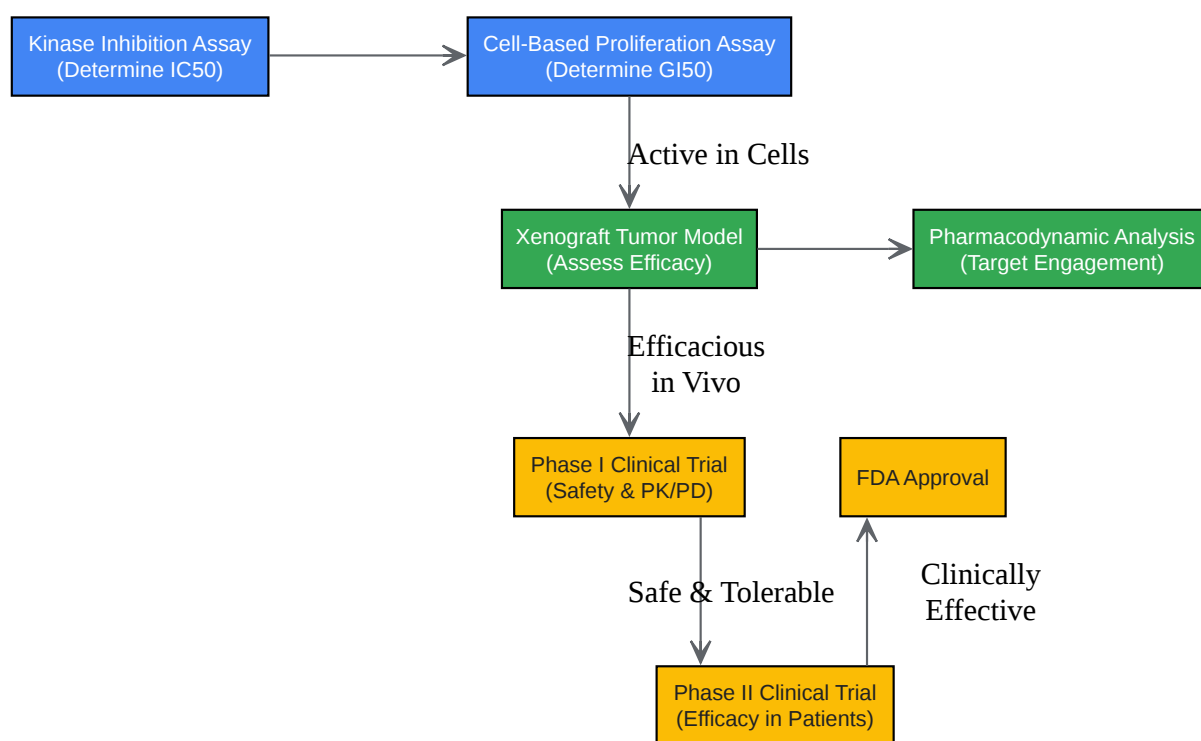 Kinase Inhibition Assay
(Determine IC50)
Cell-Based Proliferation Assay
(Determine GI50)
Active in Cells
Xenograft Tumor Model
(Assess Efficacy)
Pharmacodynamic Analysis
(Target Engagement)
Efficacious
in Vivo
Phase I Clinical Trial
(Safety & PK/PD)
FDA Approval
Safe & Tolerable
Clinically
Effective
Phase II Clinical Trial
(Efficacy in Patients)